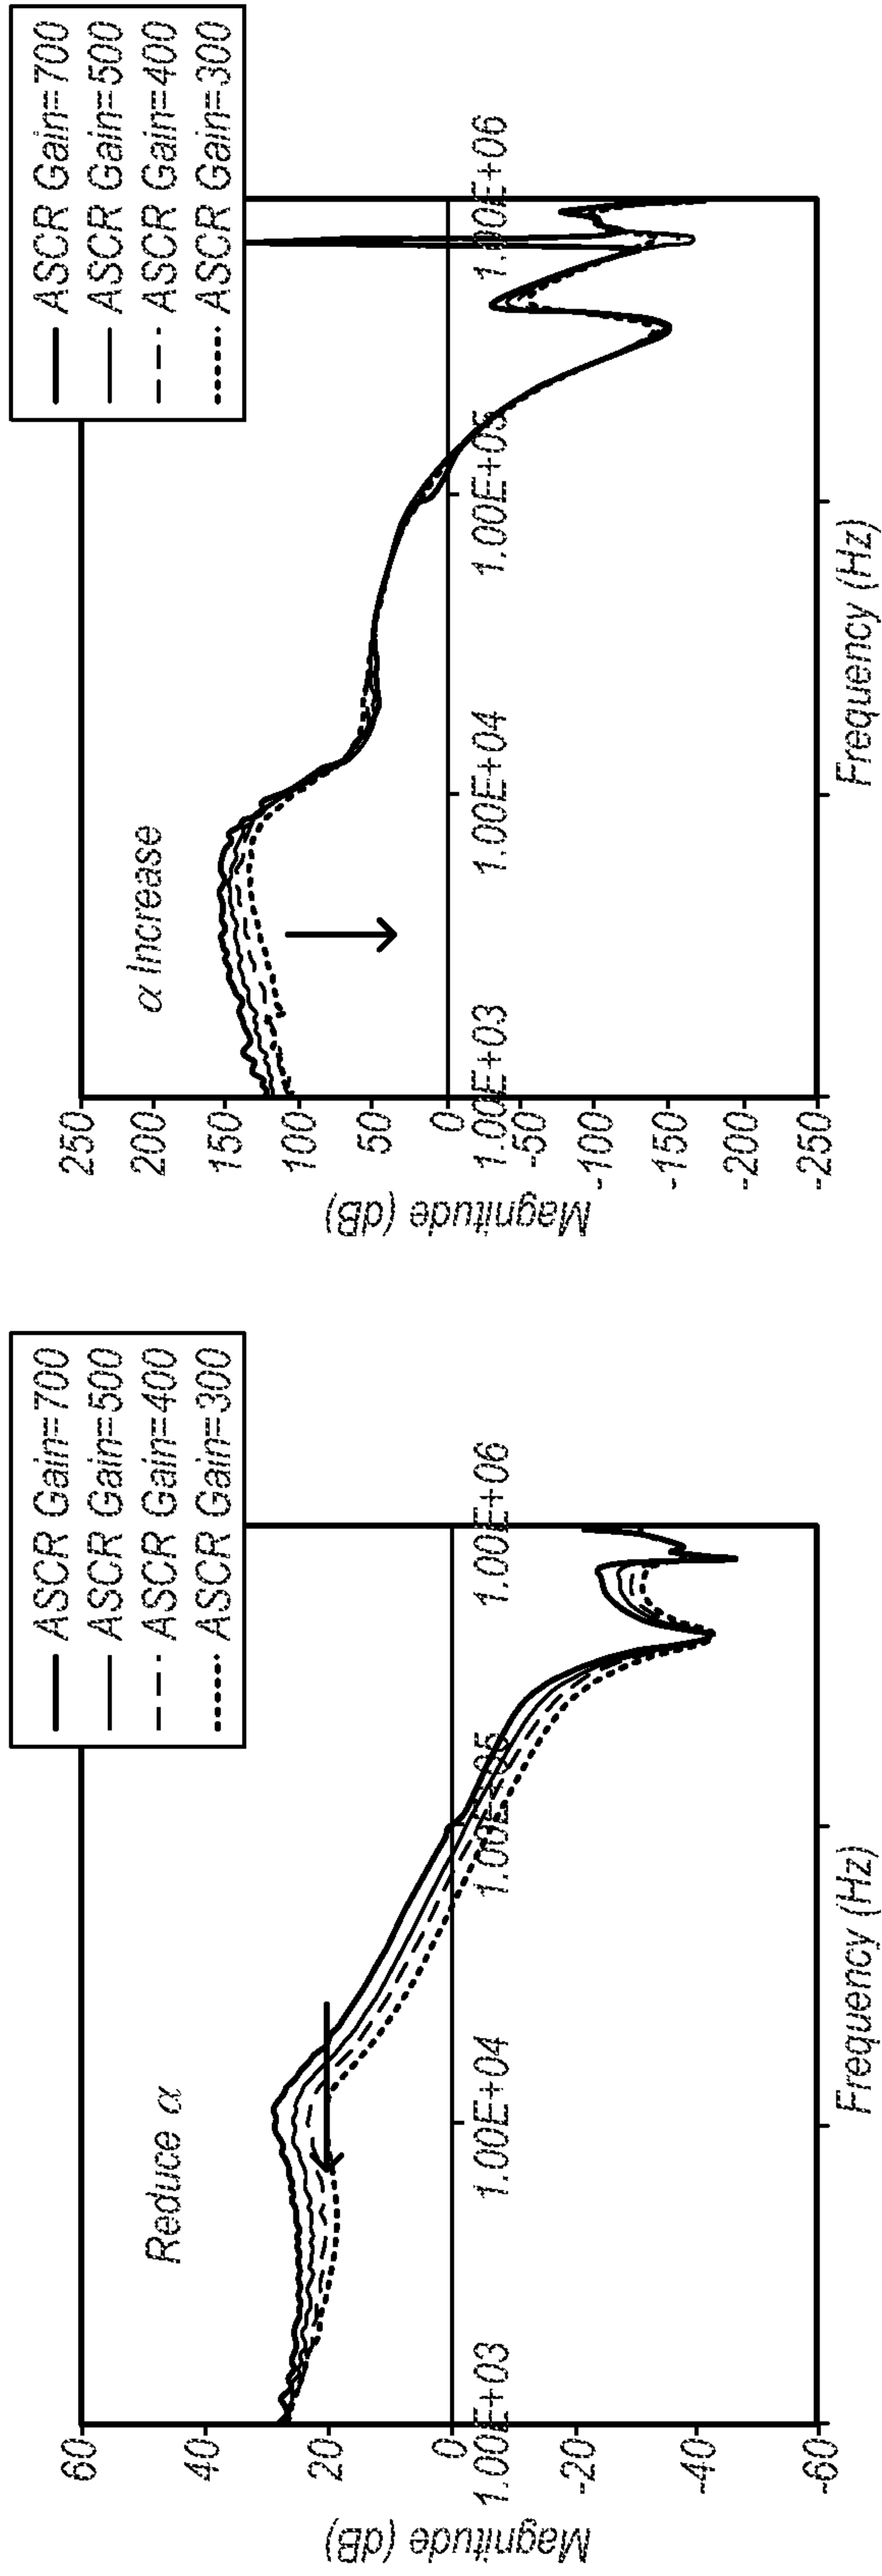 Reduce α
ASCR Gain=700
ASCR Gain=500
ASCR Gain=400
ASCR Gain=300
Magnitude (dB)
60
40
20
0
-20
-40
-60
1.00E+03
1.00E+04
1.00E+05
1.00E+06
Frequency (Hz)
α Increase
ASCR Gain=700
ASCR Gain=500
ASCR Gain=400
ASCR Gain=300
Magnitude (dB)
250
200
150
100
50
0
-50
-100
-150
-200
-250
1.00E+03
1.00E+04
1.00E+05
1.00E+06
Frequency (Hz)